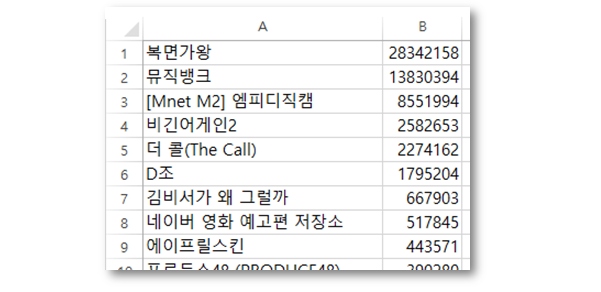 A B
1 복면가왕 28342158
2 뮤직뱅크 13830394
3 [Mnet M2] 엠피디직캠 8551994
4 비긴어게인2 2582653
5 더 콜(The Call) 2274162
6 D조 1795204
7 김비서가 왜 그럴까 667903
8 네이버 영화 예고편 저장소 517845
9 에이프릴스킨 443571